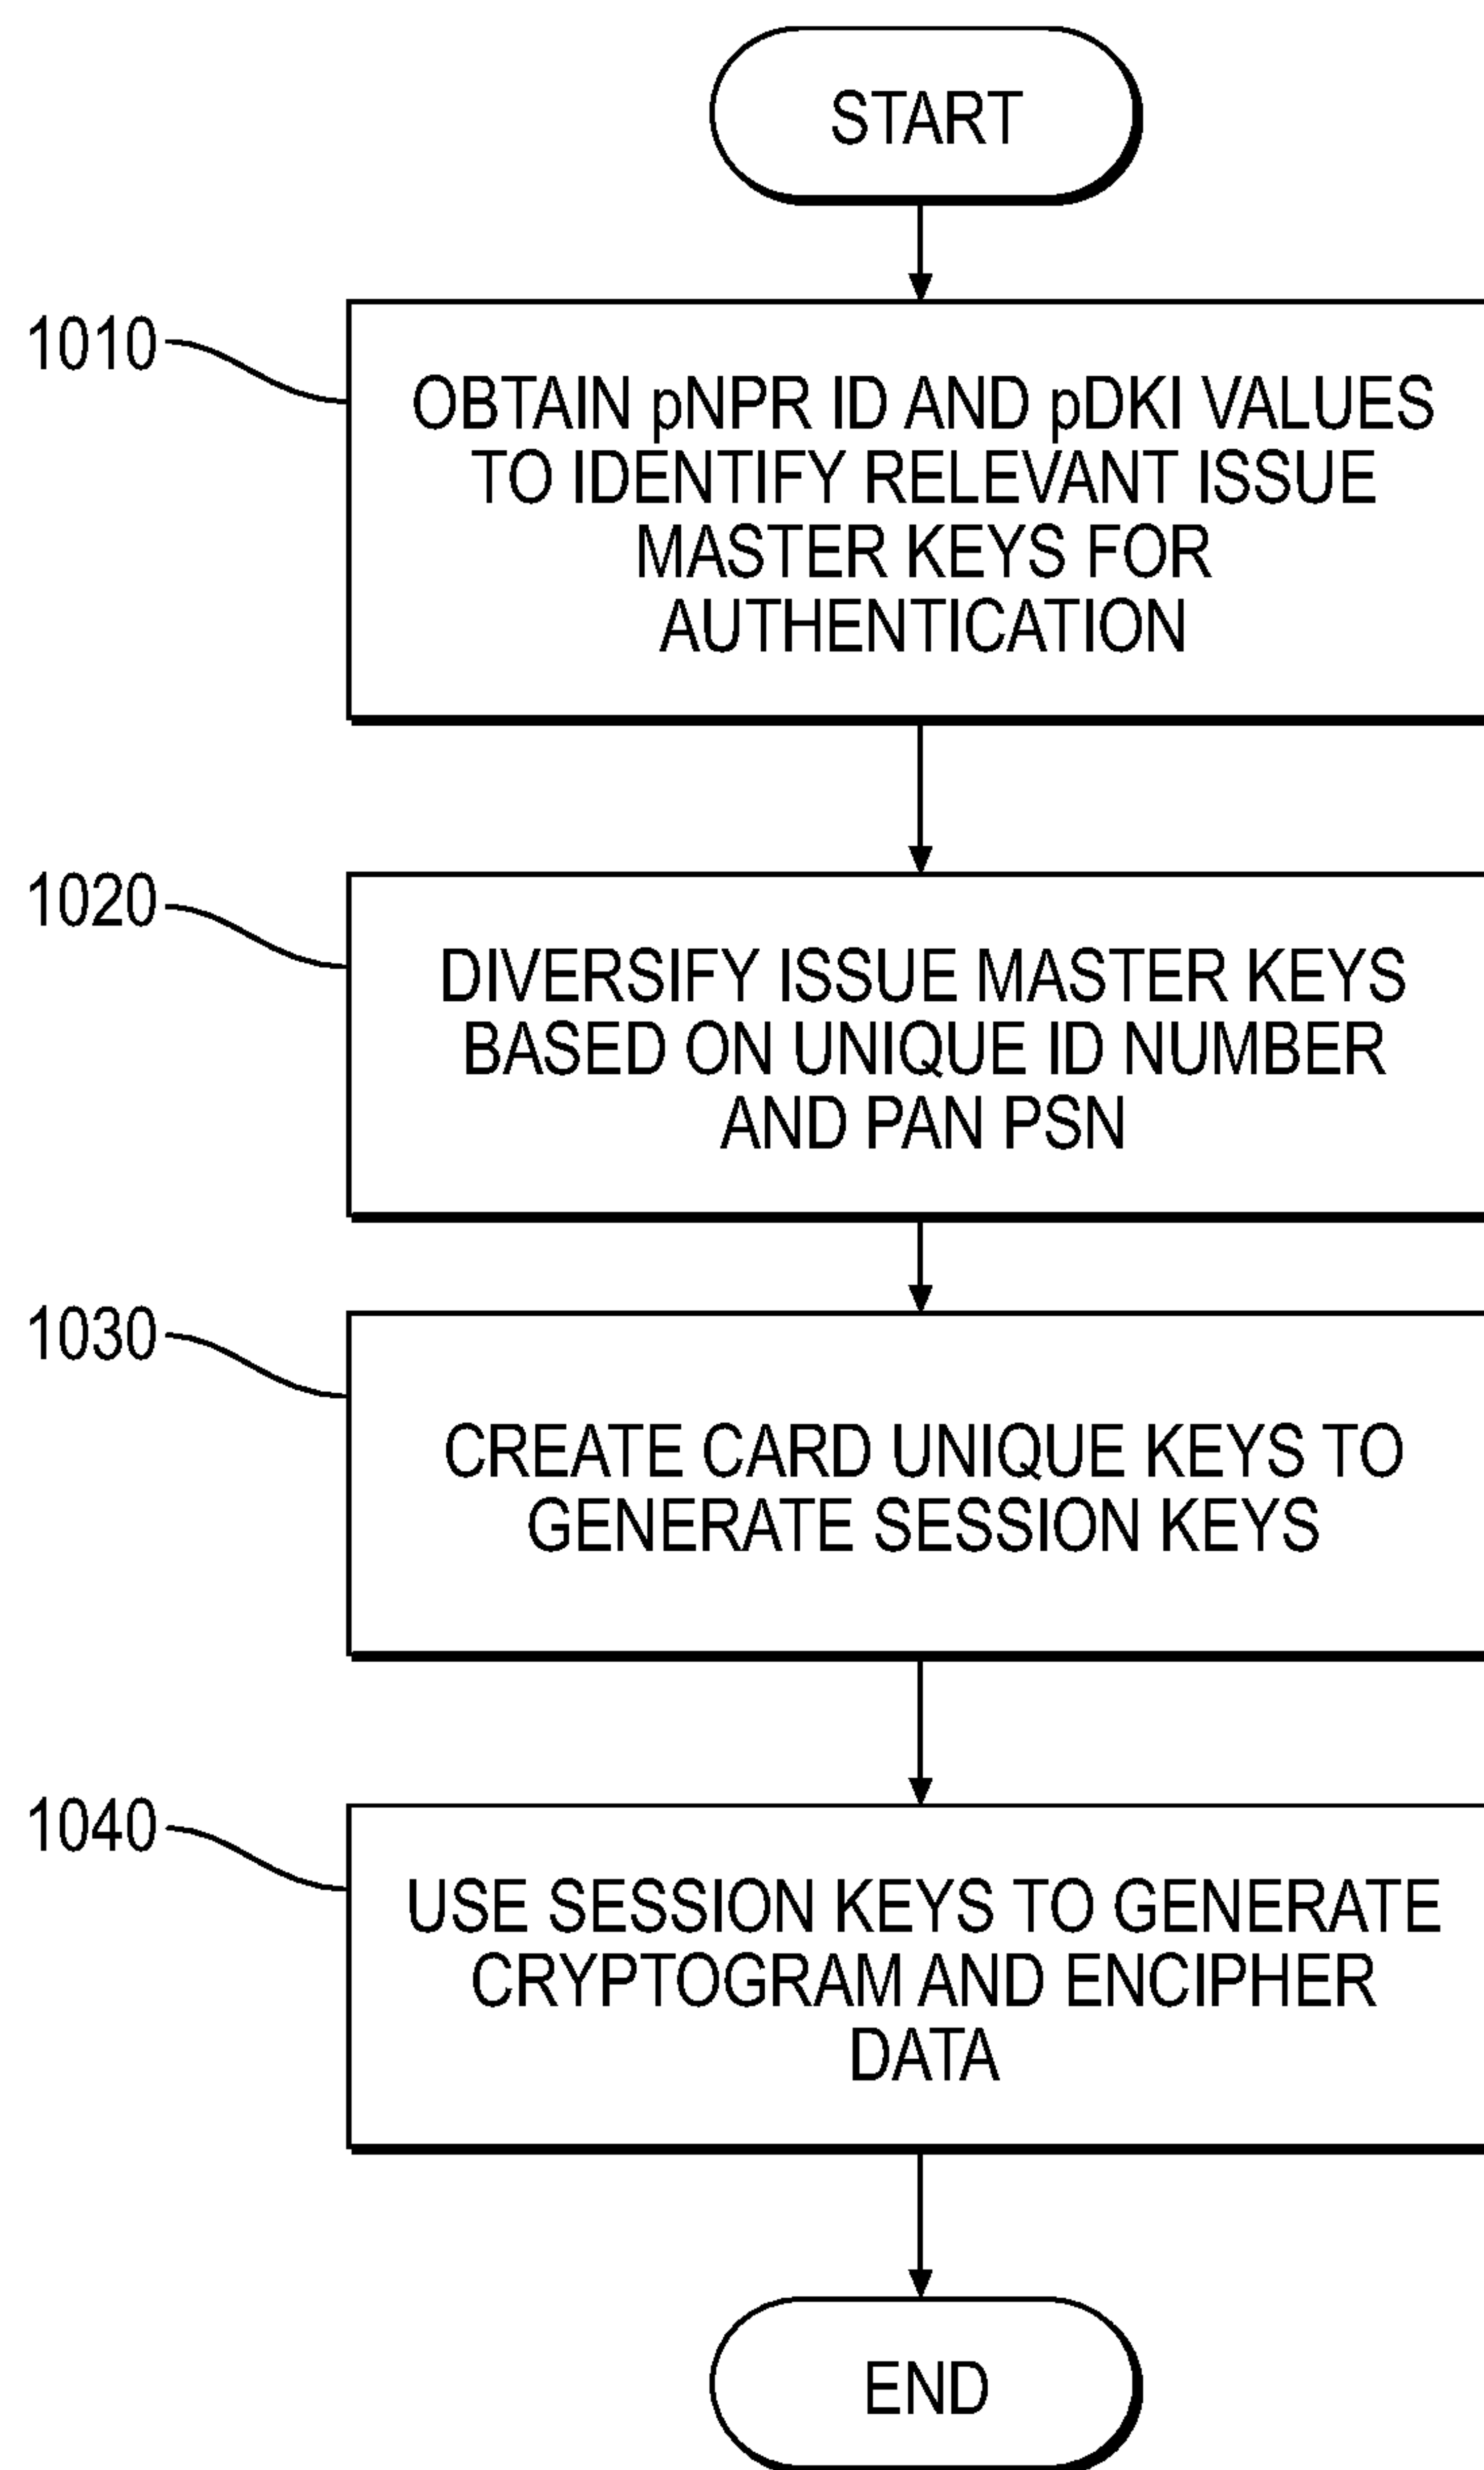 START
1010
OBTAIN pNPR ID AND pDKI VALUES
TO IDENTIFY RELEVANT ISSUE
MASTER KEYS FOR
AUTHENTICATION
1020
DIVERSIFY ISSUE MASTER KEYS
BASED ON UNIQUE ID NUMBER
AND PAN PSN
1030
CREATE CARD UNIQUE KEYS TO
GENERATE SESSION KEYS
1040
USE SESSION KEYS TO GENERATE
CRYPTOGRAM AND ENCIPHER
DATA
END